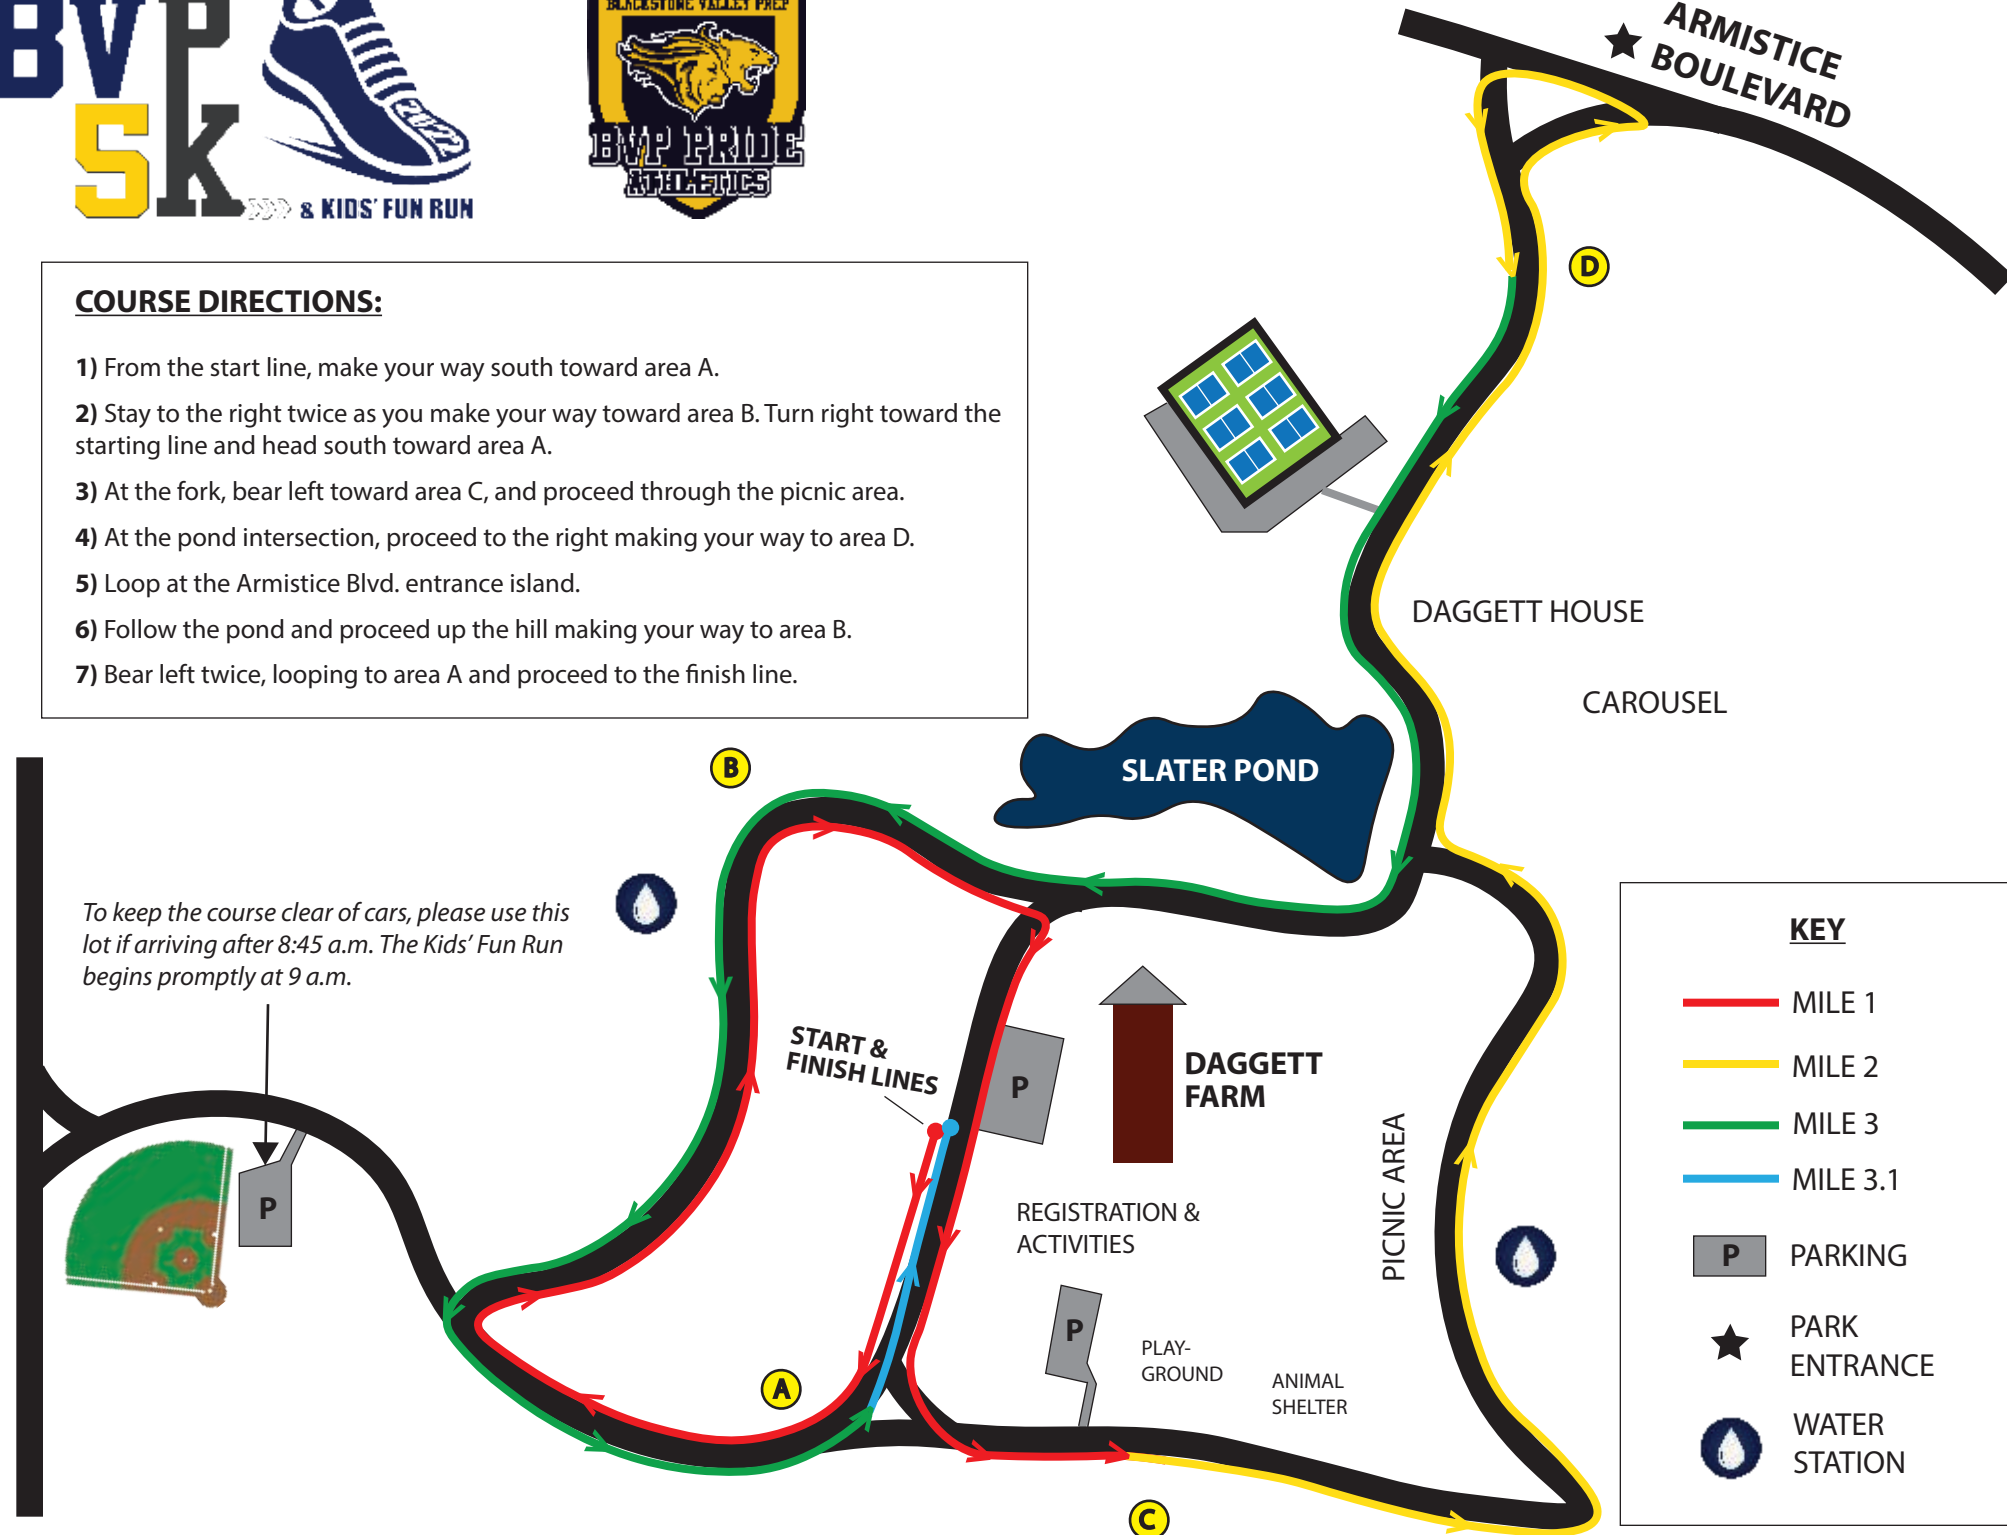 BVP
5k
2022
& KIDS' FUN RUN
BLACKSTONE VALLEY PREP
BVP PRIDE
ATHLETICS
ARMISTICE
BOULEVARD
COURSE DIRECTIONS:
1) From the start line, make your way south toward area A.
2) Stay to the right twice as you make your way toward area B. Turn right toward the
starting line and head south toward area A.
3) At the fork, bear left toward area C, and proceed through the picnic area.
4) At the pond intersection, proceed to the right making your way to area D.
5) Loop at the Armistice Blvd. entrance island.
6) Follow the pond and proceed up the hill making your way to area B.
7) Bear left twice, looping to area A and proceed to the finish line.
D
DAGGETT HOUSE
CAROUSEL
SLATER POND
B
To keep the course clear of cars, please use this
lot if arriving after 8:45 a.m. The Kids' Fun Run
begins promptly at 9 a.m.
START &
FINISH LINES
P
DAGGETT
FARM
PICNIC AREA
P
REGISTRATION &
ACTIVITIES
P
PLAY-
GROUND
ANIMAL
SHELTER
A
C
KEY
MILE 1
MILE 2
MILE 3
MILE 3.1
P PARKING
PARK
ENTRANCE
WATER
STATION